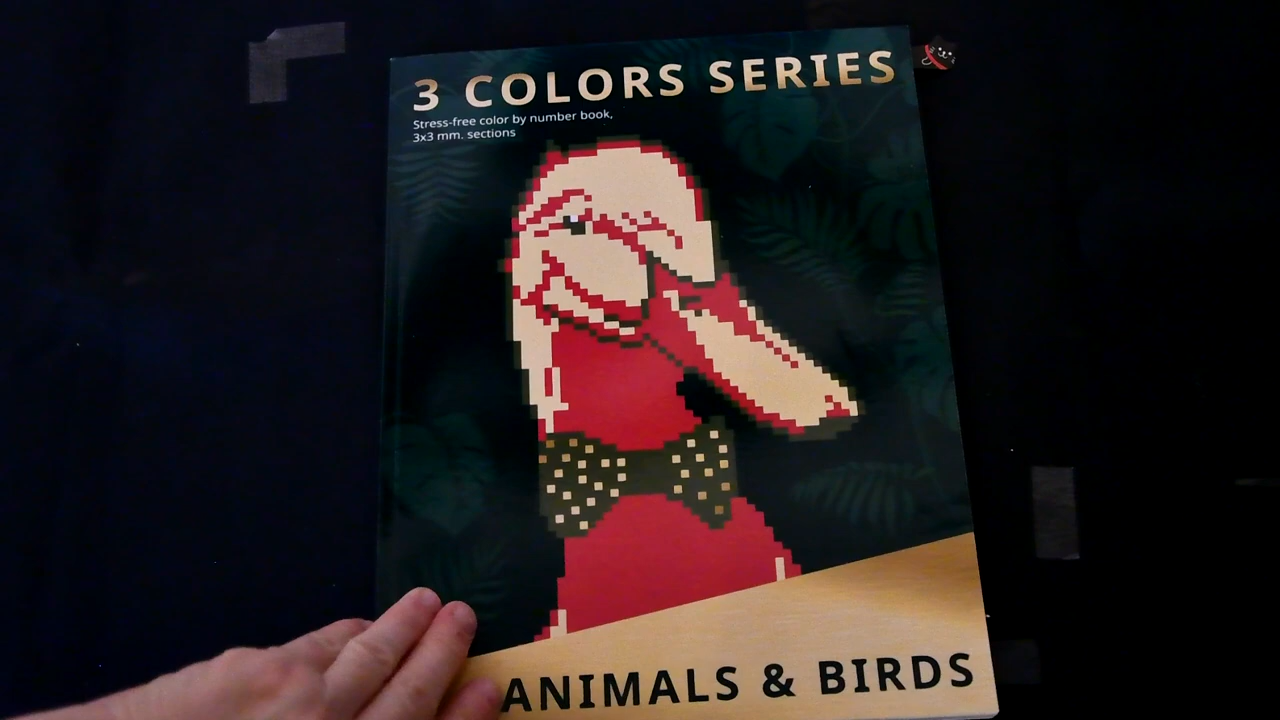 3 COLORS SERIES
Stress-free color by number book,
3x3 mm. sections
ANIMALS & BIRDS